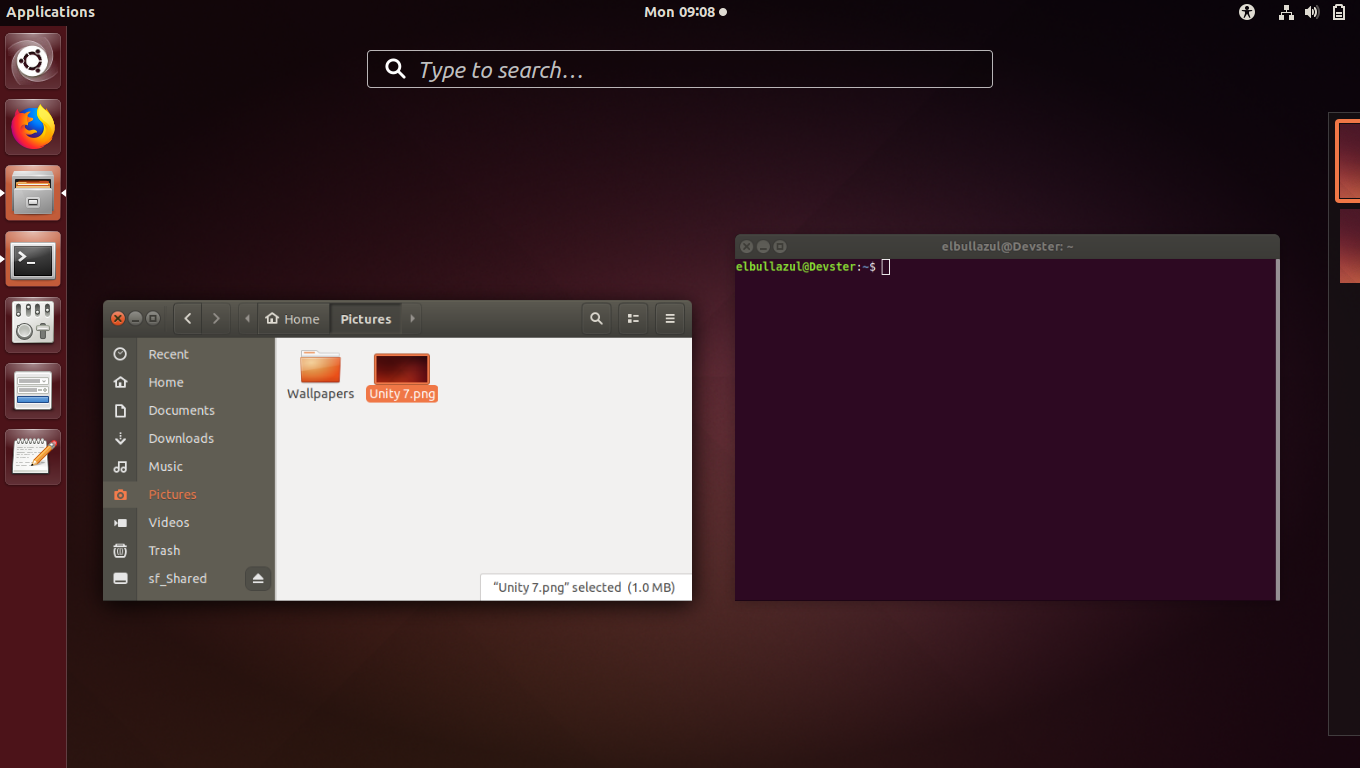 Applications
Mon 09:08
Type to search…
elbullazul@Devster: ~
elbullazul@Devster:~$
Home
Pictures
Recent
Home
Documents
Downloads
Music
Pictures
Videos
Trash
sf_Shared
Wallpapers
Unity 7.png
“Unity 7.png” selected (1.0 MB)